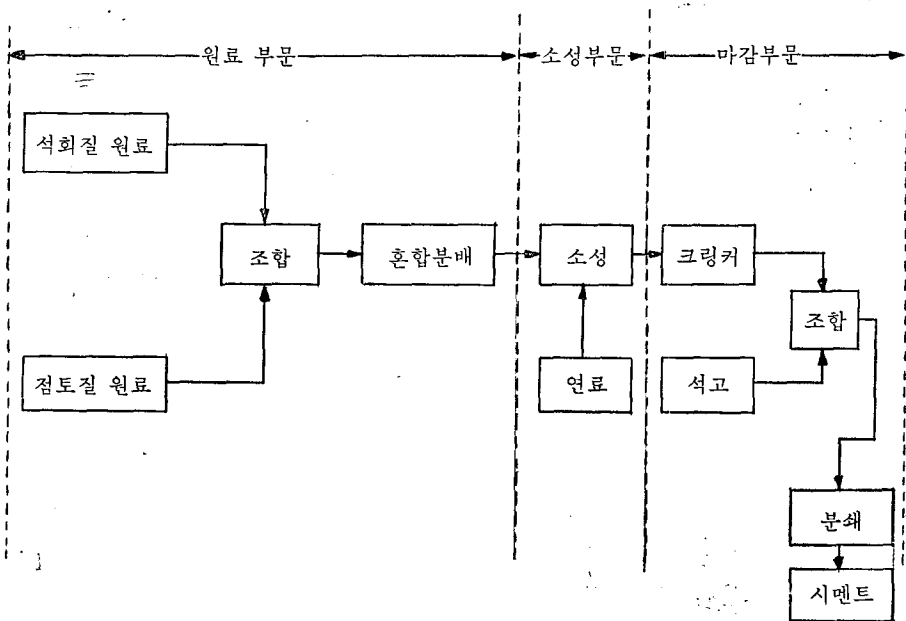 원료 부문
소성부문
마감부문
석회질 원료
조합
혼합분배
소성
크링커
조합
점토질 원료
연료
석고
분쇄
시멘트